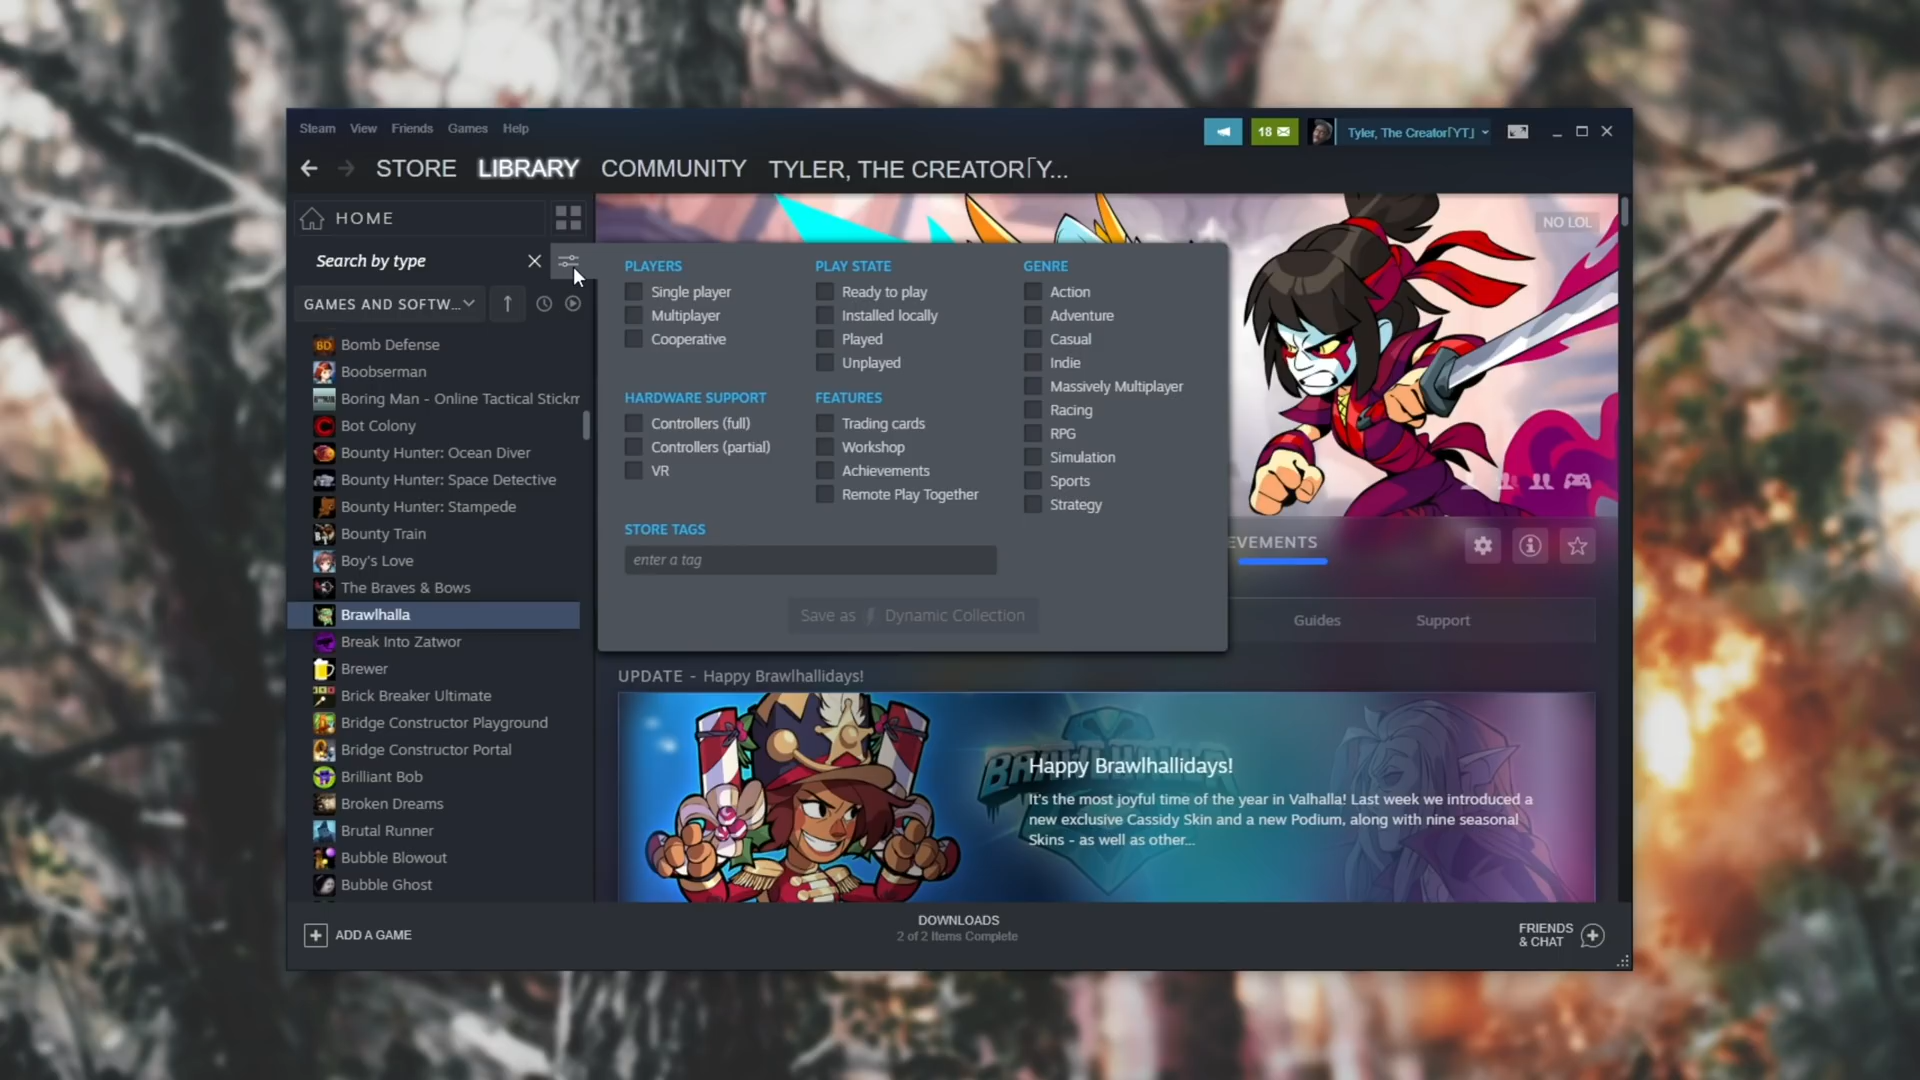 Steam View Friends Games Help
18
Tyler, The Creator「YT」
STORE LIBRARY COMMUNITY TYLER, THE CREATOR「Y...
HOME
NO LOL
Search by type
GAMES AND SOFTW...
Bomb Defense
Boobserman
Boring Man - Online Tactical Stickm
Bot Colony
Bounty Hunter: Ocean Diver
Bounty Hunter: Space Detective
Bounty Hunter: Stampede
Bounty Train
Boy's Love
The Braves & Bows
Brawlhalla
Break Into Zatwor
Brewer
Brick Breaker Ultimate
Bridge Constructor Playground
Bridge Constructor Portal
Brilliant Bob
Broken Dreams
Brutal Runner
Bubble Blowout
Bubble Ghost
PLAYERS
Single player
Multiplayer
Cooperative
HARDWARE SUPPORT
Controllers (full)
Controllers (partial)
VR
PLAY STATE
Ready to play
Installed locally
Played
Unplayed
FEATURES
Trading cards
Workshop
Achievements
Remote Play Together
GENRE
Action
Adventure
Casual
Indie
Massively Multiplayer
Racing
RPG
Simulation
Sports
Strategy
STORE TAGS
enter a tag
Save as Dynamic Collection
EVEMENTS
Guides Support
UPDATE - Happy Brawlhallidays!
BRAWLHALLA
Happy Brawlhallidays!
It's the most joyful time of the year in Valhalla! Last week we introduced a
new exclusive Cassidy Skin and a new Podium, along with nine seasonal
Skins - as well as other...
ADD A GAME
DOWNLOADS
2 of 2 Items Complete
FRIENDS
& CHAT